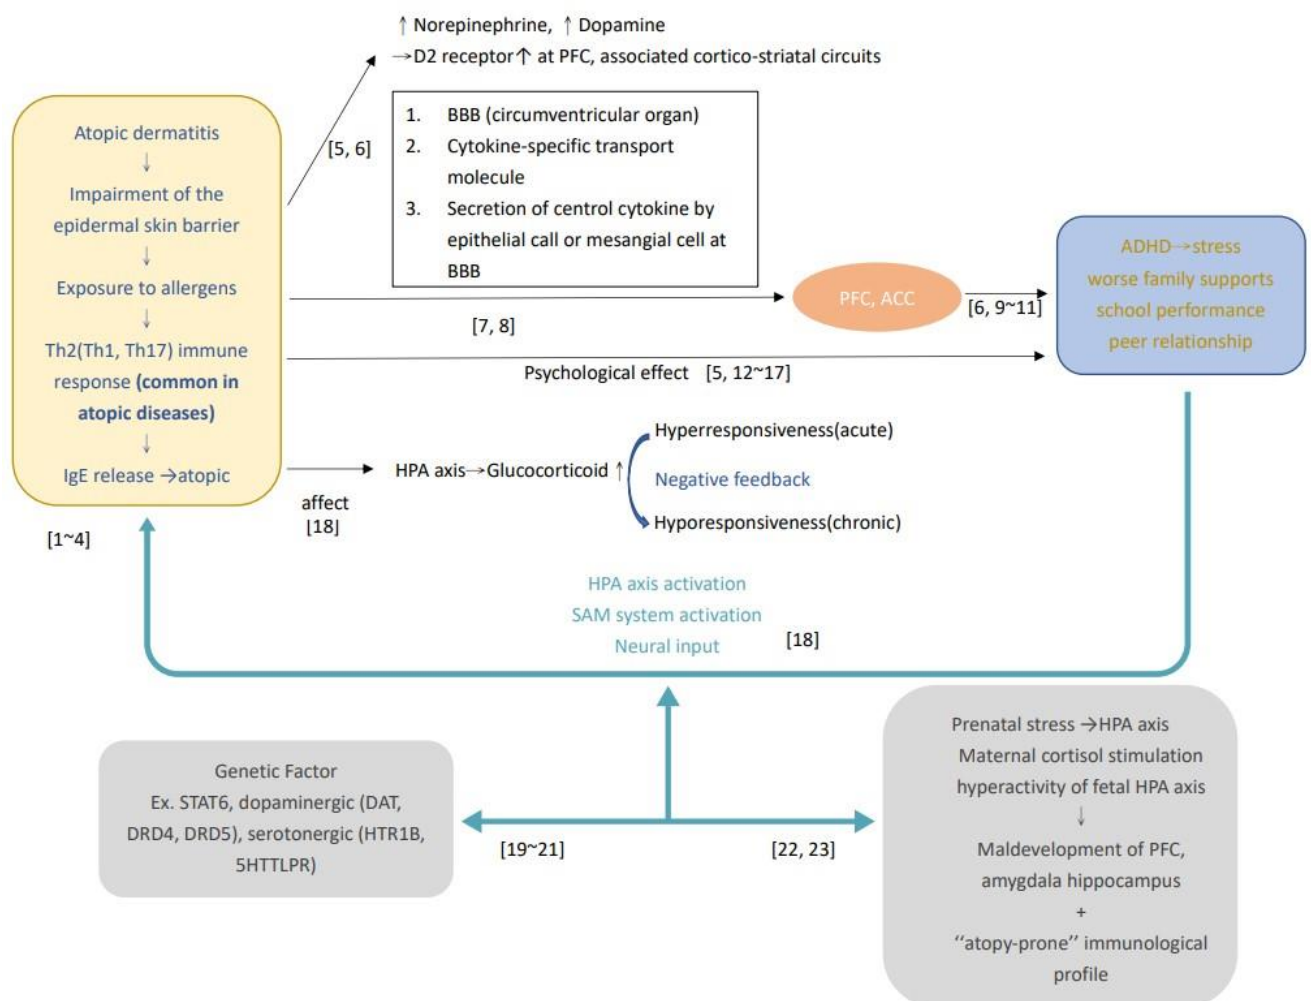 ↑ Norepinephrine, ↑ Dopamine
→D2 receptor↑ at PFC, associated cortico-striatal circuits
[5, 6]
1. BBB (circumventricular organ)
2. Cytokine-specific transport
molecule
3. Secretion of central cytokine by
epithelial call or mesangial cell at
BBB
Atopic dermatitis
↓
Impairment of the
epidermal skin barrier
↓
Exposure to allergens
↓
Th2(Th1, Th17) immune
response (common in
atopic diseases)
↓
IgE release →atopic
[1~4]
[7, 8]
PFC, ACC
[6, 9~11]
ADHD→stress
worse family supports
school performance
peer relationship
Psychological effect [5, 12~17]
affect
[18]
HPA axis→Glucocorticoid ↑
Hyperresponsiveness(acute)
Negative feedback
Hyporesponsiveness(chronic)
HPA axis activation
SAM system activation
Neural input
[18]
Genetic Factor
Ex. STAT6, dopaminergic (DAT,
DRD4, DRD5), serotonergic (HTR1B,
5HTTLPR)
[19~21]
[22, 23]
Prenatal stress →HPA axis
Maternal cortisol stimulation
hyperactivity of fetal HPA axis
↓
Maldevelopment of PFC,
amygdala hippocampus
+
‘‘atopy-prone’’ immunological
profile